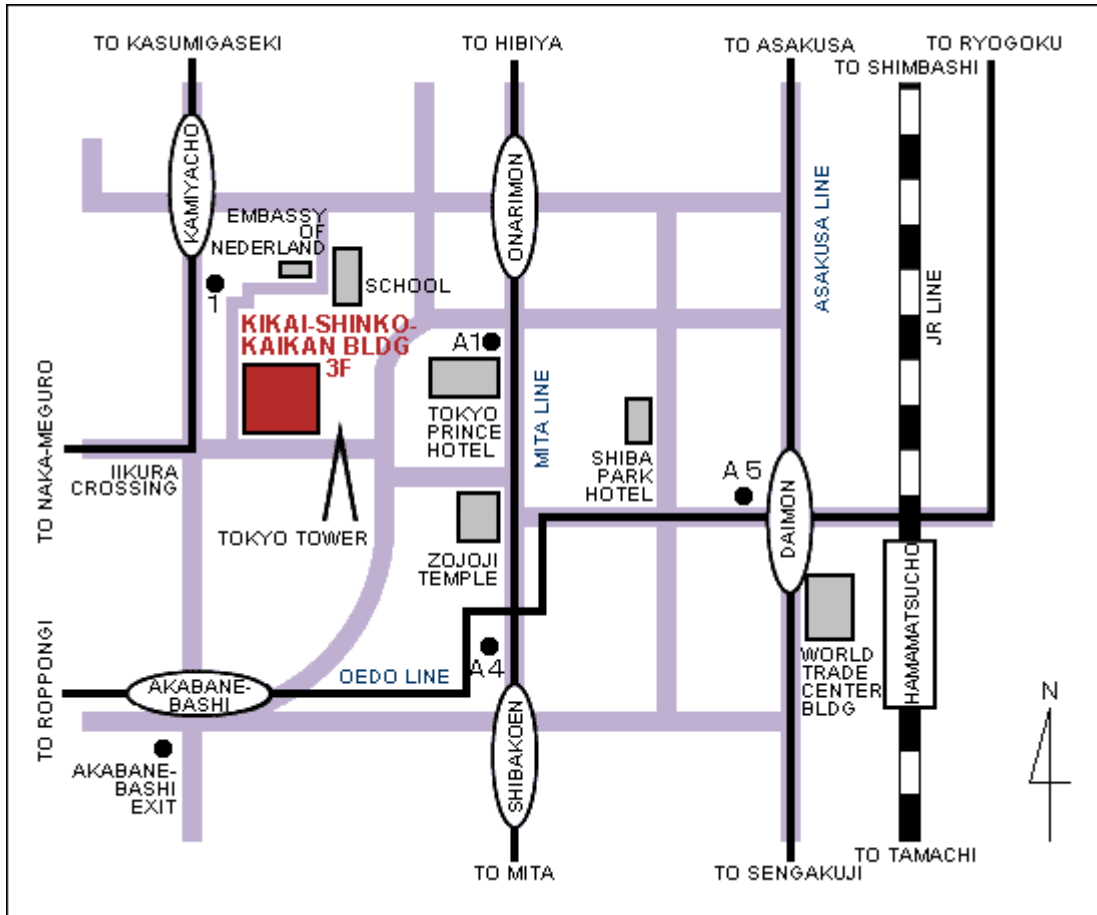 TO KASUMIGASEKI
TO HIBIYA
TO ASAKUSA
TO RYOGOKU
TO SHIMBASHI
KAMIYACHO
ONARIMON
ASAKUSA LINE
JR LINE
EMBASSY
OF
NEDERLAND
SCHOOL
1
KIKAI-SHINKO-
KAIKAN BLDG
3F
A1
TOKYO
PRINCE
HOTEL
MITA LINE
SHIBA
PARK
HOTEL
A5
DAIMON
TO NAKA-MEGURO
IIKURA
CROSSING
TOKYO TOWER
ZOJOJI
TEMPLE
HAMAMATSUCHO
WORLD
TRADE
CENTER
BLDG
A4
OEDO LINE
TO ROPPONGI
AKABANE-
BASHI
SHIBAKOEN
N
AKABANE-
BASHI
EXIT
TO MITA
TO SENGAKUJI
TO TAMACHI